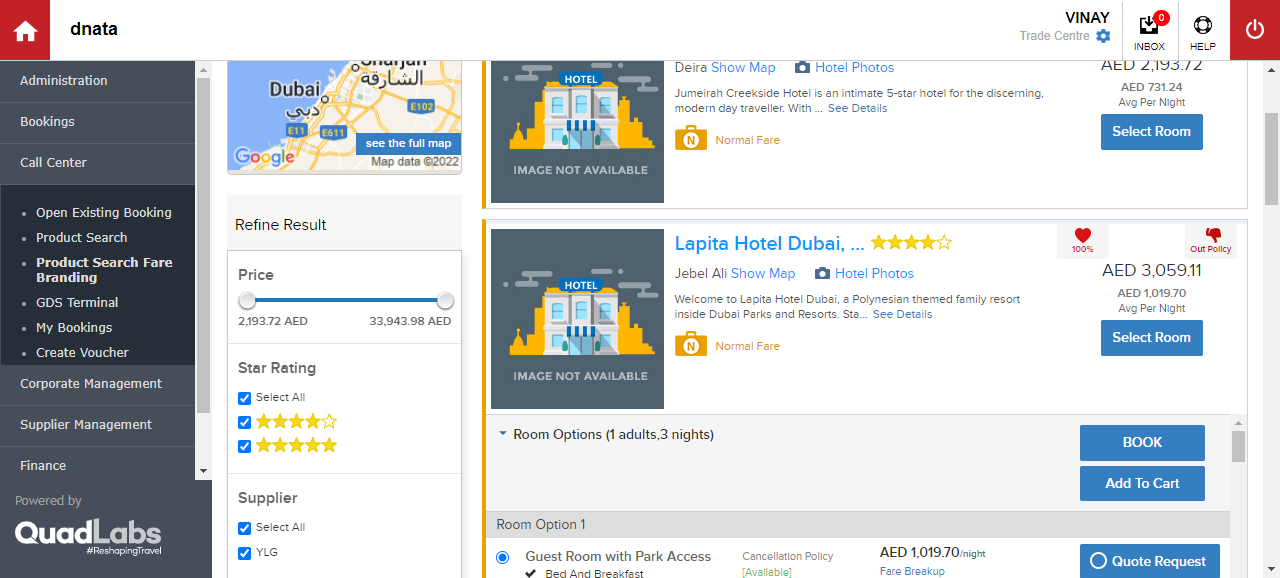 dnata
VINAY
Trade Centre
0
INBOX
HELP
Administration
Bookings
Call Center
Open Existing Booking
Product Search
Product Search Fare
Branding
GDS Terminal
My Bookings
Create Voucher
Corporate Management
Supplier Management
Finance
Powered by
QuadLabs
#ReshapingTravel
Sharjah
الشارقة
Dubai
دبي
E102
E11
E611
see the full map
Google
Map data ©2022
Refine Result
Price
2,193.72 AED
33,943.98 AED
Star Rating
Select All
Supplier
Select All
YLG
HOTEL
IMAGE NOT AVAILABLE
Deira Show Map
Hotel Photos
Jumeirah Creekside Hotel is an intimate 5-star hotel for the discerning,
modern day traveller. With ... See Details
N
Normal Fare
AED 2,193.72
AED 731.24
Avg Per Night
Select Room
HOTEL
IMAGE NOT AVAILABLE
Lapita Hotel Dubai, ...
100%
Out Policy
Jebel Ali Show Map
Hotel Photos
Welcome to Lapita Hotel Dubai, a Polynesian themed family resort
inside Dubai Parks and Resorts. Sta... See Details
N
Normal Fare
AED 3,059.11
AED 1,019.70
Avg Per Night
Select Room
Room Options (1 adults,3 nights)
BOOK
Add To Cart
Room Option 1
Guest Room with Park Access
Bed And Breakfast
Cancellation Policy
[Available]
AED 1,019.70/night
Fare Breakup
Quote Request